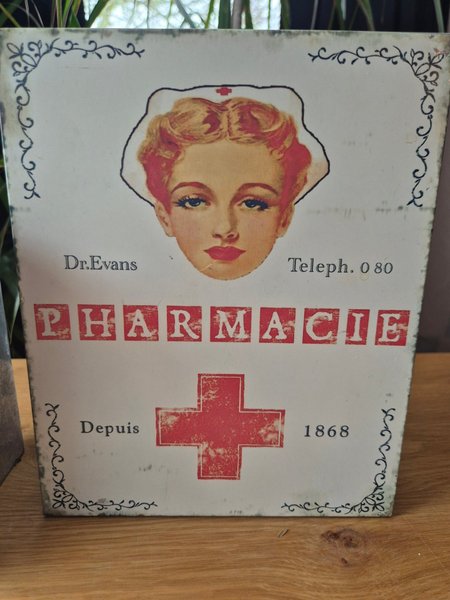 Dr.Evans Teleph. 080
PHARMACIE
Depuis 1868